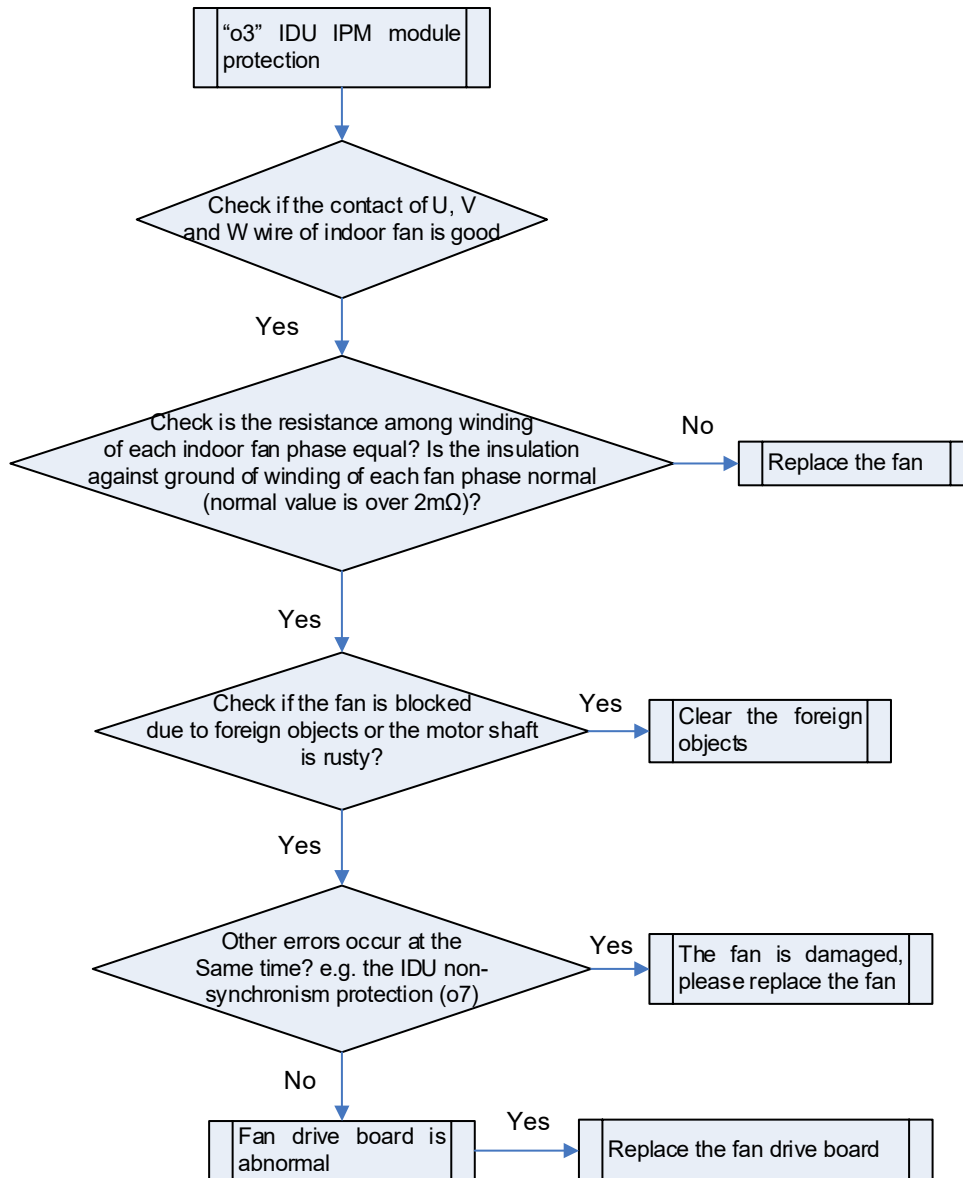 “o3” IDU IPM module
protection
Check if the contact of U, V
and W wire of indoor fan is good
Yes
Check is the resistance among winding
of each indoor fan phase equal? Is the insulation
against ground of winding of each fan phase normal
(normal value is over 2mΩ)?
No
Replace the fan
Yes
Check if the fan is blocked
due to foreign objects or the motor shaft
is rusty?
Yes
Clear the foreign
objects
Yes
Other errors occur at the
Same time? e.g. the IDU non-
synchronism protection (o7)
Yes
The fan is damaged,
please replace the fan
No
Fan drive board is
abnormal
Yes
Replace the fan drive board